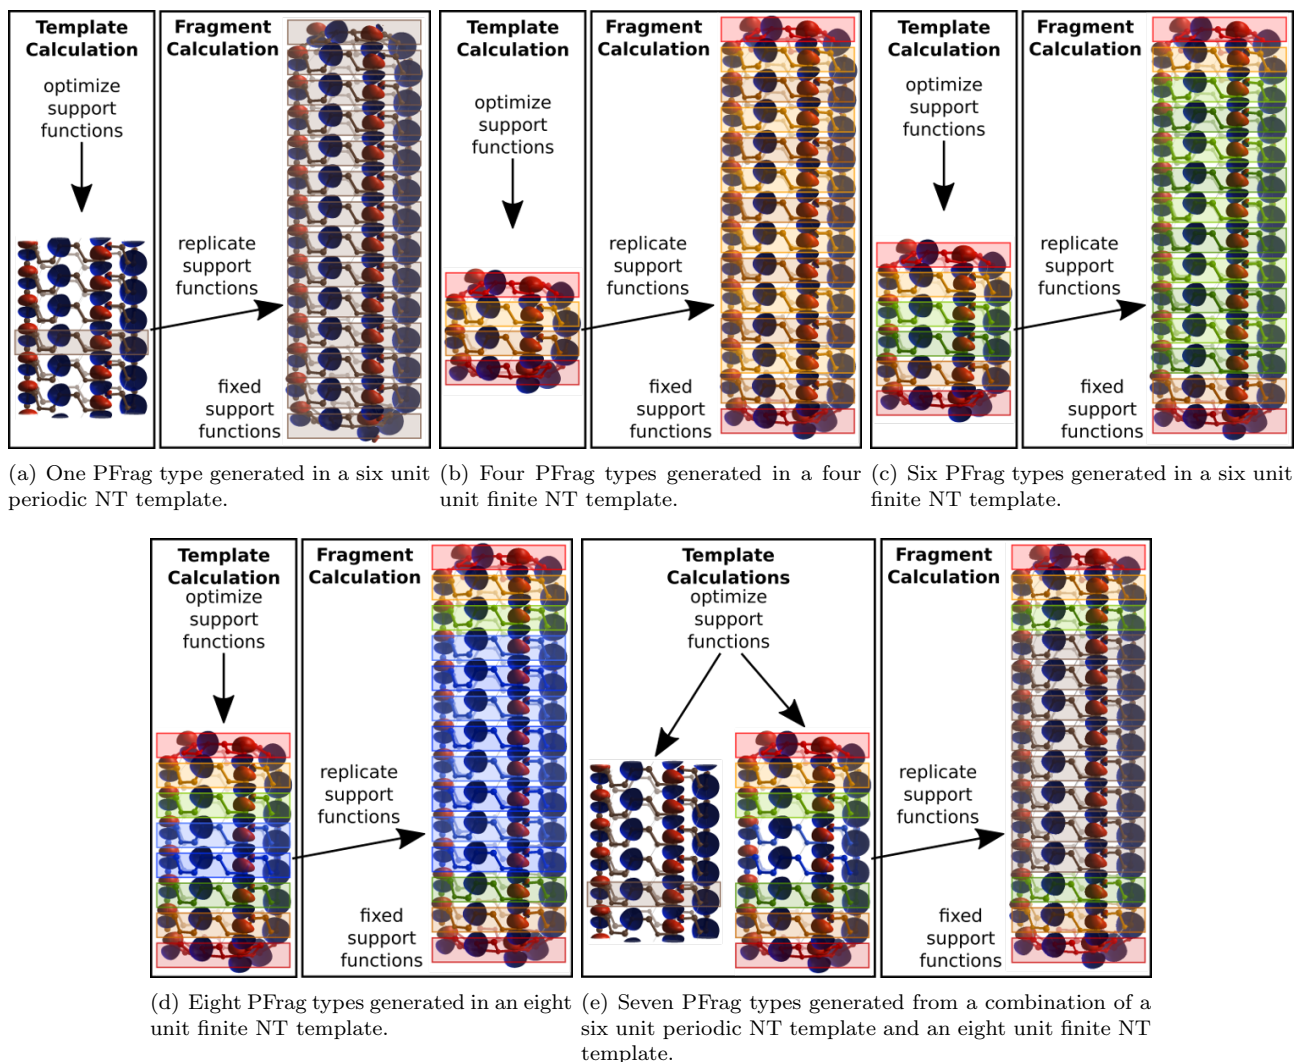 Template
Calculation
optimize
support
functions
Fragment
Calculation
replicate
support
functions
fixed
support
functions
Template
Calculation
optimize
support
functions
Fragment
Calculation
replicate
support
functions
fixed
support
functions
Template
Calculation
optimize
support
functions
Fragment
Calculation
replicate
support
functions
fixed
support
functions
(a) One PFrag type generated in a six unit
periodic NT template.
(b) Four PFrag types generated in a four
unit finite NT template.
(c) Six PFrag types generated in a six unit
finite NT template.
Template
Calculation
optimize
support
functions
Fragment
Calculation
replicate
support
functions
fixed
support
functions
Template
Calculations
optimize
support
functions
Fragment
Calculation
replicate
support
functions
fixed
support
functions
(d) Eight PFrag types generated in an eight
unit finite NT template.
(e) Seven PFrag types generated from a combination of a
six unit periodic NT template and an eight unit finite NT
template.